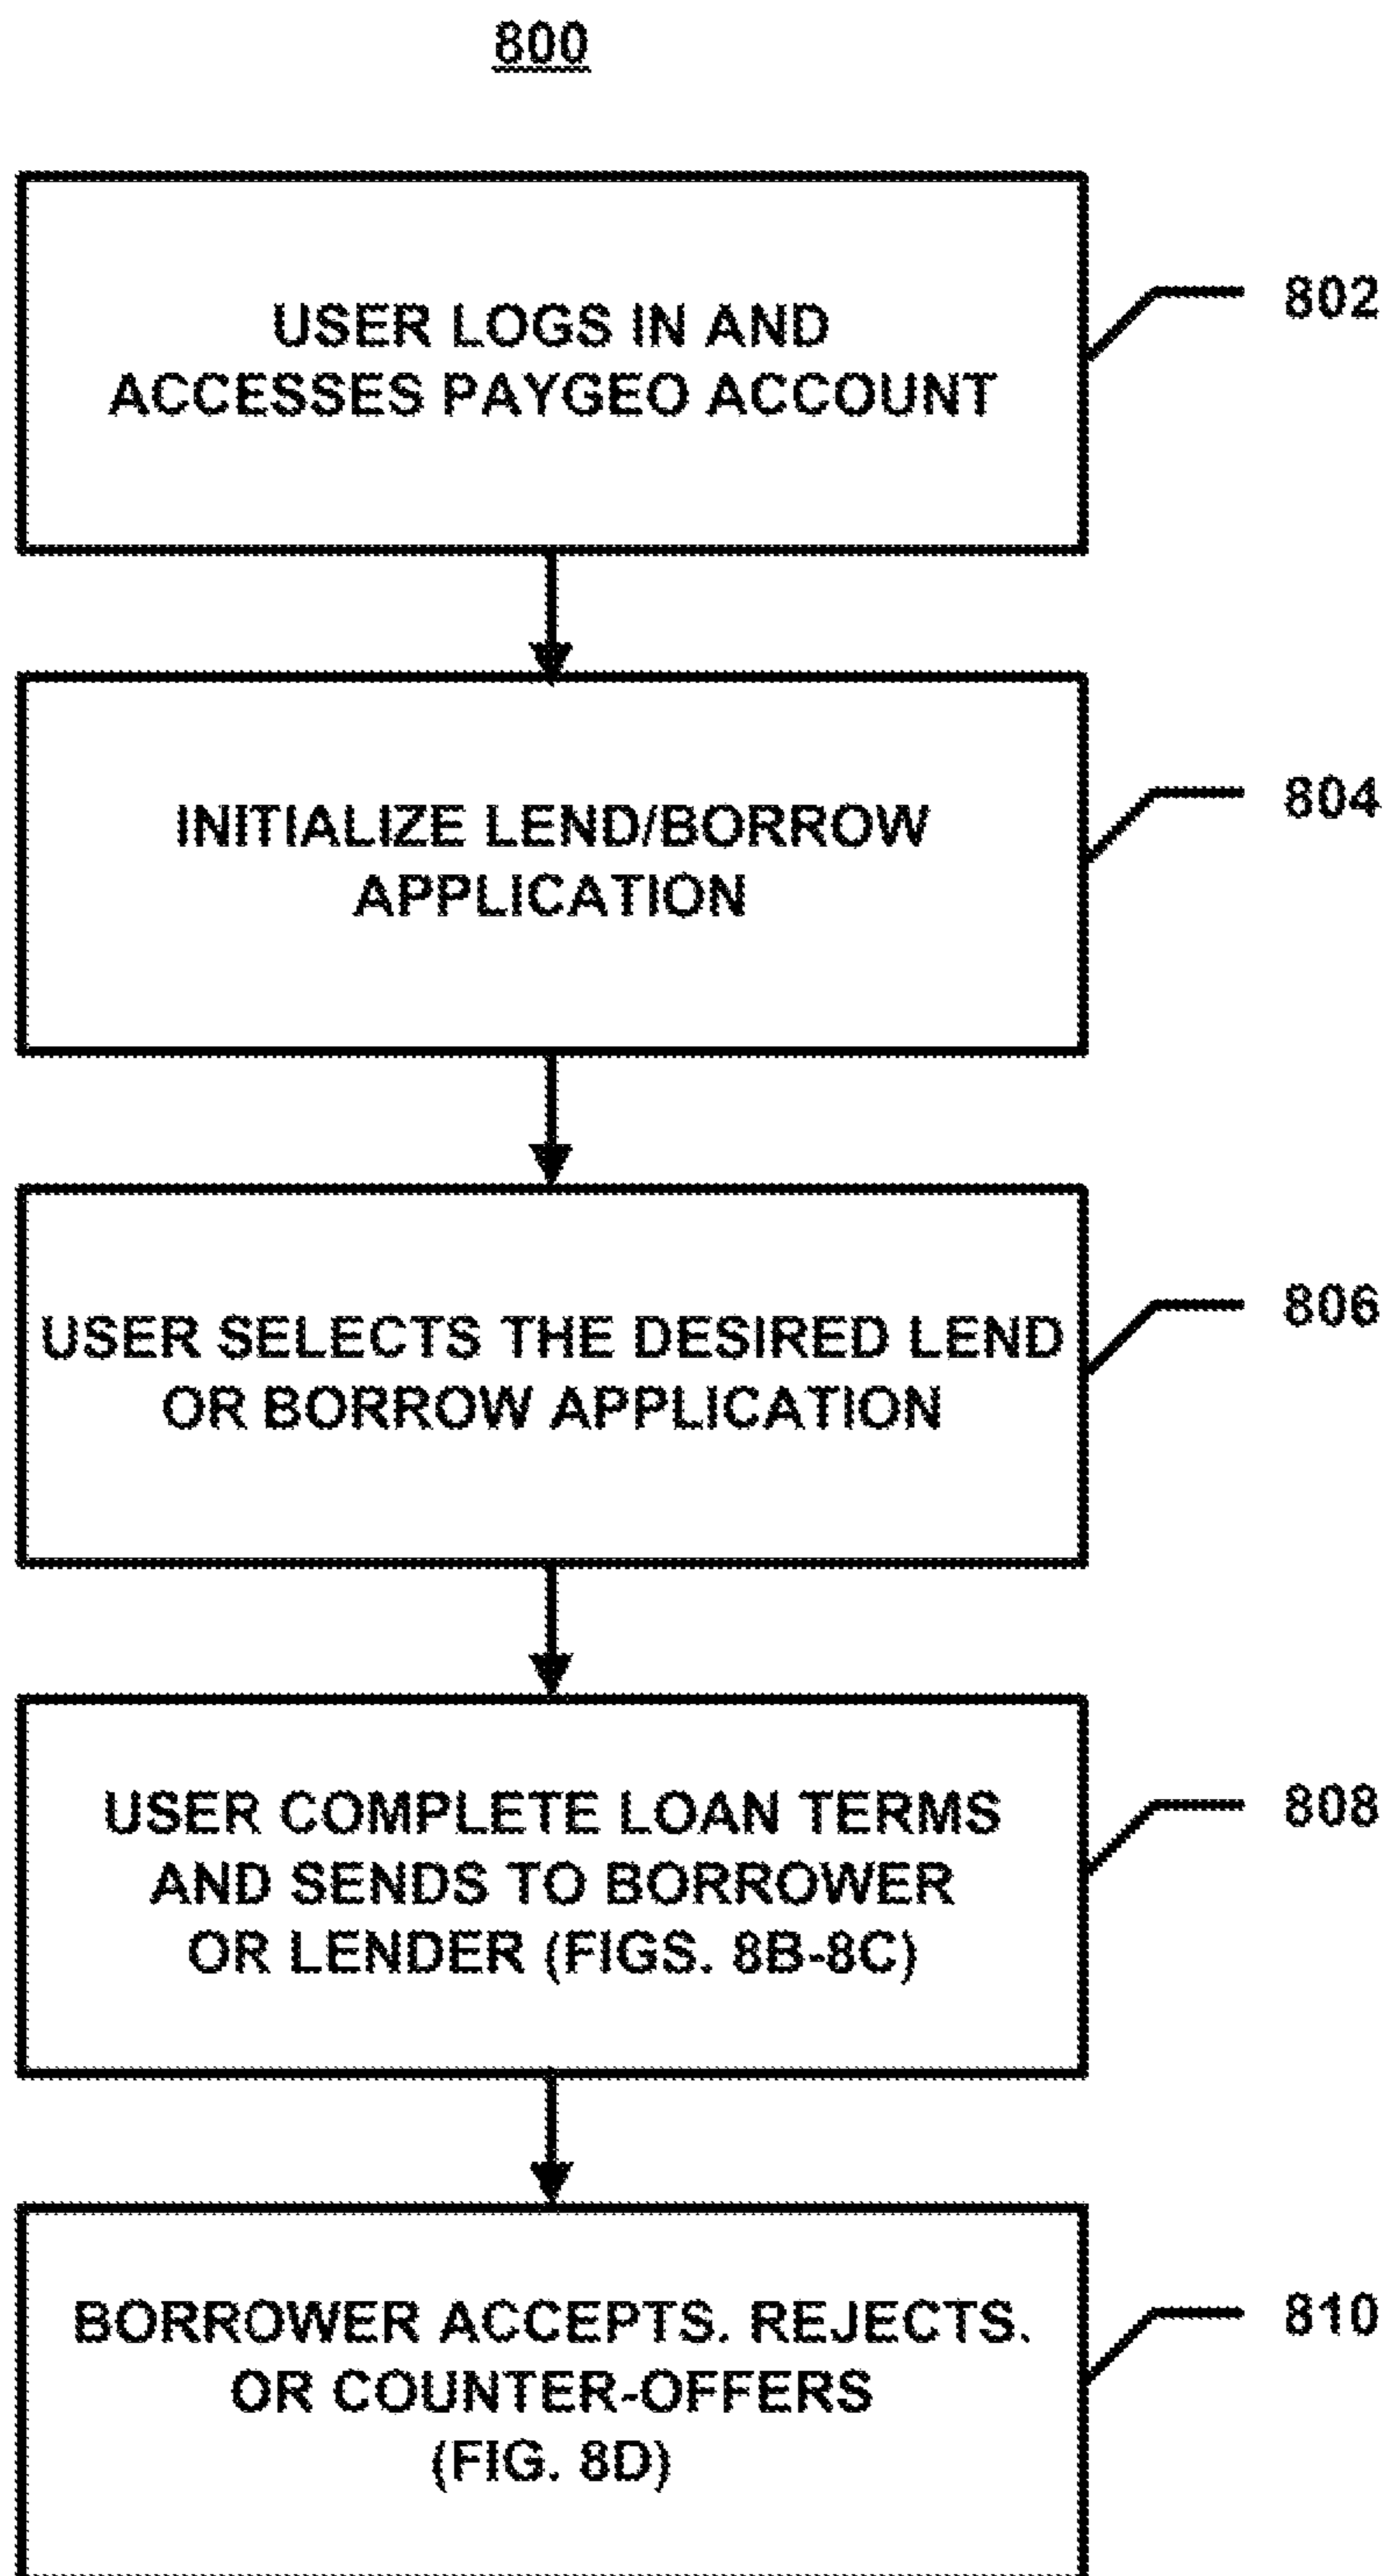 800
USER LOGS IN AND
ACCESSES PAYGEO ACCOUNT
802
INITIALIZE LEND/BORROW
APPLICATION
804
USER SELECTS THE DESIRED LEND
OR BORROW APPLICATION
806
USER COMPLETE LOAN TERMS
AND SENDS TO BORROWER
OR LENDER (FIGS. 8B-8C)
808
BORROWER ACCEPTS. REJECTS.
OR COUNTER-OFFERS
(FIG. 8D)
810